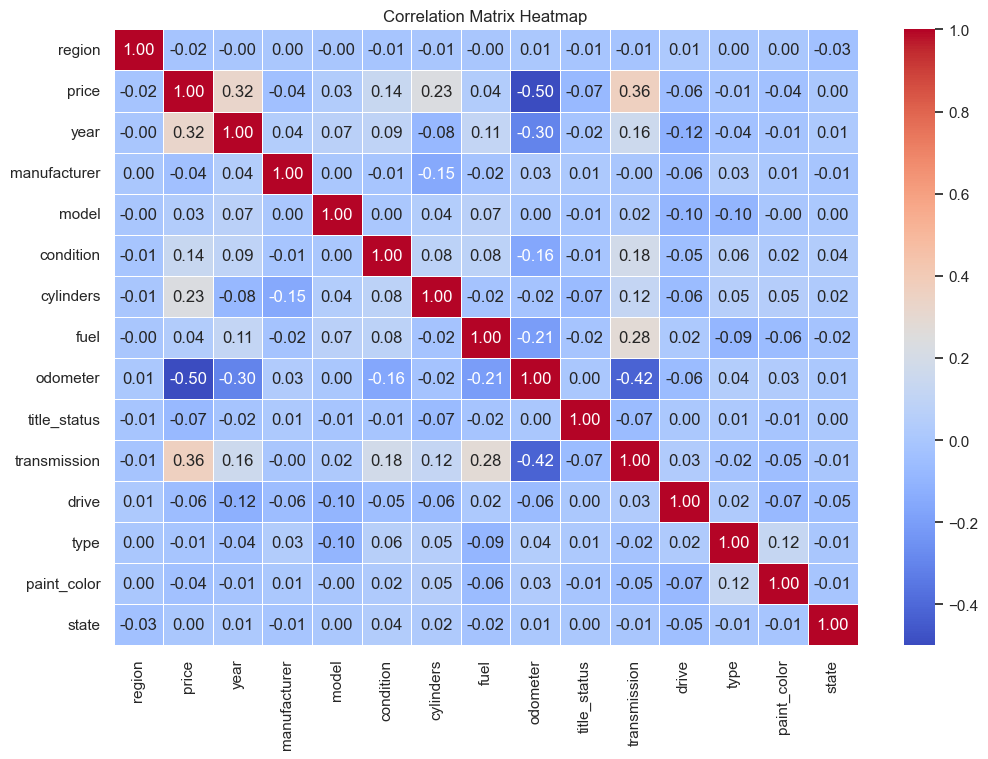 Correlation Matrix Heatmap
region 1.00 -0.02 -0.00 0.00 -0.00 -0.01 -0.01 -0.00 0.01 -0.01 -0.01 0.01 0.00 0.00 -0.03
price -0.02 1.00 0.32 -0.04 0.03 0.14 0.23 0.04 -0.50 -0.07 0.36 -0.06 -0.01 -0.04 0.00
year -0.00 0.32 1.00 0.04 0.07 0.09 -0.08 0.11 -0.30 -0.02 0.16 -0.12 -0.04 -0.01 0.01
manufacturer 0.00 -0.04 0.04 1.00 0.00 -0.01 -0.15 -0.02 0.03 0.01 -0.00 -0.06 0.03 0.01 -0.01
model -0.00 0.03 0.07 0.00 1.00 0.00 0.04 0.07 0.00 -0.01 0.02 -0.10 -0.10 -0.00 0.00
condition -0.01 0.14 0.09 -0.01 0.00 1.00 0.08 0.08 -0.16 -0.01 0.18 -0.05 0.06 0.02 0.04
cylinders -0.01 0.23 -0.08 -0.15 0.04 0.08 1.00 -0.02 -0.02 -0.07 0.12 -0.06 0.05 0.05 0.02
fuel -0.00 0.04 0.11 -0.02 0.07 0.08 -0.02 1.00 -0.21 -0.02 0.28 0.02 -0.09 -0.06 -0.02
odometer 0.01 -0.50 -0.30 0.03 0.00 -0.16 -0.02 -0.21 1.00 0.00 -0.42 -0.06 0.04 0.03 0.01
title_status -0.01 -0.07 -0.02 0.01 -0.01 -0.01 -0.07 -0.02 0.00 1.00 -0.07 0.00 0.01 -0.01 0.00
transmission -0.01 0.36 0.16 -0.00 0.02 0.18 0.12 0.28 -0.42 -0.07 1.00 0.03 -0.02 -0.05 -0.01
drive 0.01 -0.06 -0.12 -0.06 -0.10 -0.05 -0.06 0.02 -0.06 0.00 0.03 1.00 0.02 -0.07 -0.05
type 0.00 -0.01 -0.04 0.03 -0.10 0.06 0.05 -0.09 0.04 0.01 -0.02 0.02 1.00 0.12 -0.01
paint_color 0.00 -0.04 -0.01 0.01 -0.00 0.02 0.05 -0.06 0.03 -0.01 -0.05 -0.07 0.12 1.00 -0.01
state -0.03 0.00 0.01 -0.01 0.00 0.04 0.02 -0.02 0.01 0.00 -0.01 -0.05 -0.01 -0.01 1.00
region price year manufacturer model condition cylinders fuel odometer title_status transmission drive type paint_color state
1.0
0.8
0.6
0.4
0.2
0.0
−0.2
−0.4